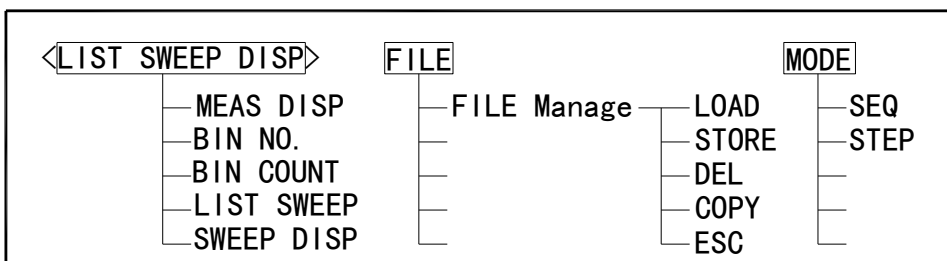 <LIST SWEEP DISP> FILE MODE
MEAS DISP FILE Manage LOAD SEQ
BIN NO. STORE STEP
BIN COUNT DEL
LIST SWEEP COPY
SWEEP DISP ESC